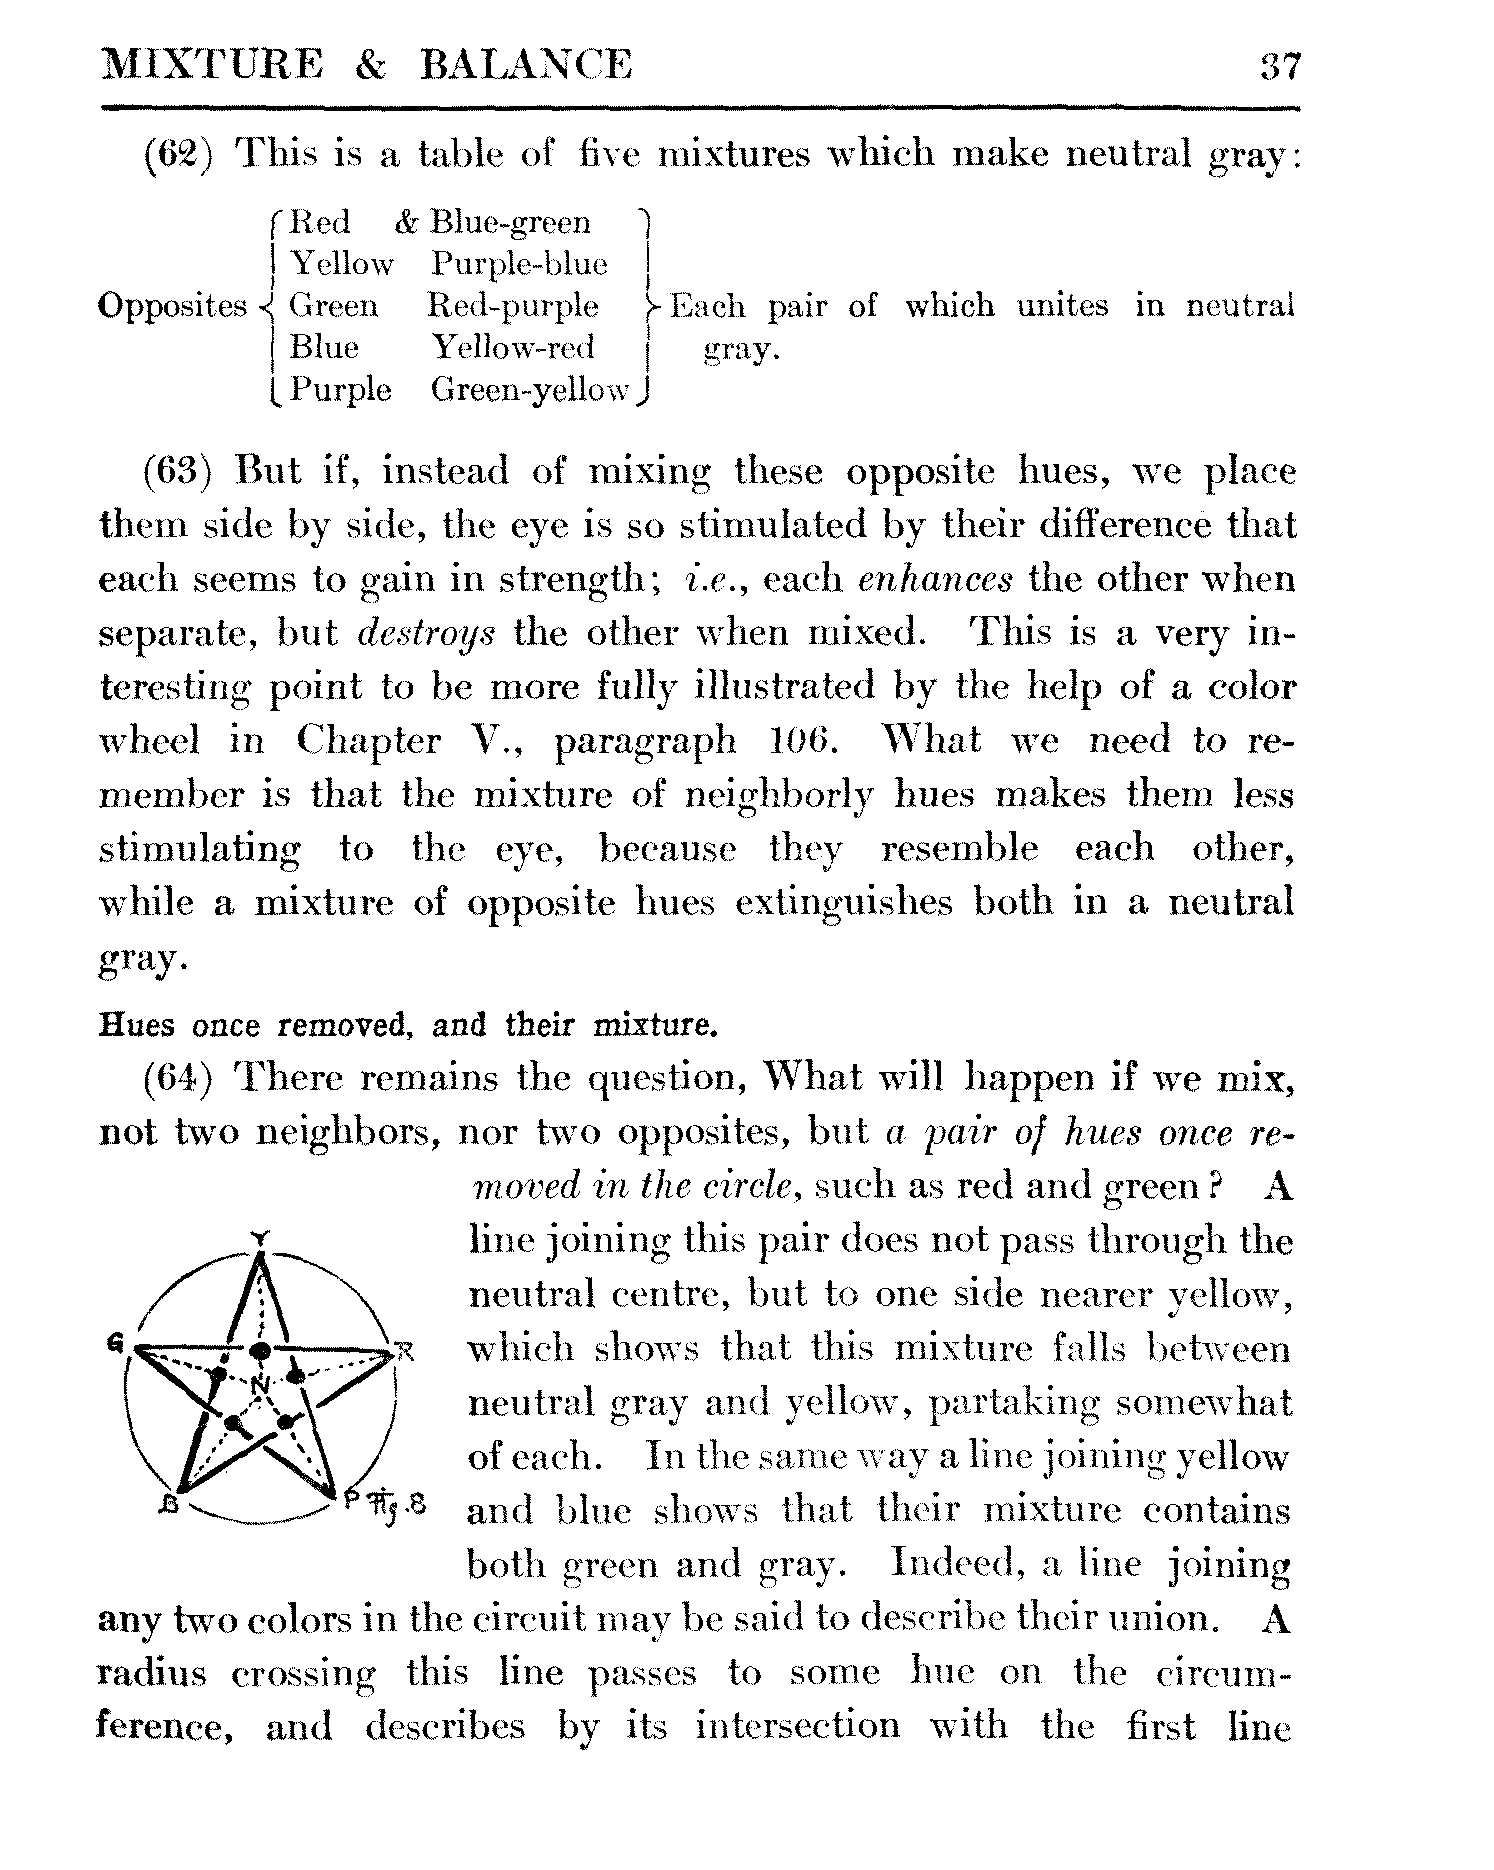 MIXTURE & BALANCE 37
(62) This is a table of five mixtures which make neutral gray:
Red & Blue-green
Yellow Purple-blue
Opposites Green Red-purple Each pair of which unites in neutral
Blue Yellow-red gray.
Purple Green-yellow
(63) But if, instead of mixing these opposite hues, we place
them side by side, the eye is so stimulated by their difference that
each seems to gain in strength; i.e., each enhances the other when
separate, but destroys the other when mixed. This is a very in-
teresting point to be more fully illustrated by the help of a color
wheel in Chapter V., paragraph 106. What we need to re-
member is that the mixture of neighborly hues makes them less
stimulating to the eye, because they resemble each other,
while a mixture of opposite hues extinguishes both in a neutral
gray.
Hues once removed, and their mixture.
(64) There remains the question, What will happen if we mix,
not two neighbors, nor two opposites, but a pair of hues once re-
moved in the circle, such as red and green? A
line joining this pair does not pass through the
neutral centre, but to one side nearer yellow,
which shows that this mixture falls between
neutral gray and yellow, partaking somewhat
of each. In the same way a line joining yellow
and blue shows that their mixture contains
both green and gray. Indeed, a line joining
any two colors in the circuit may be said to describe their union. A
radius crossing this line passes to some hue on the circum-
ference, and describes by its intersection with the first line
Y
G R
N
B P Fig. 8